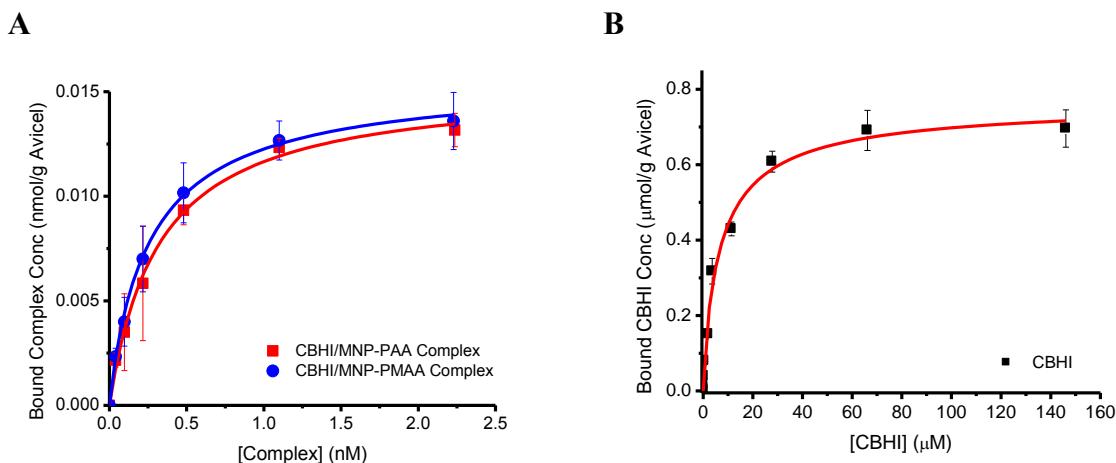 A
B
Bound Complex Conc (nmol/g Avicel)
0.015
0.010
0.005
0.000
0.0
0.5
1.0
1.5
2.0
2.5
[Complex] (nM)
CBHI/MNP-PAA Complex
CBHI/MNP-PMAA Complex
Bound CBHI Conc (μmol/g Avicel)
0.8
0.6
0.4
0.2
0.0
0
20
40
60
80
100
120
140
160
[CBHI] (μM)
CBHI